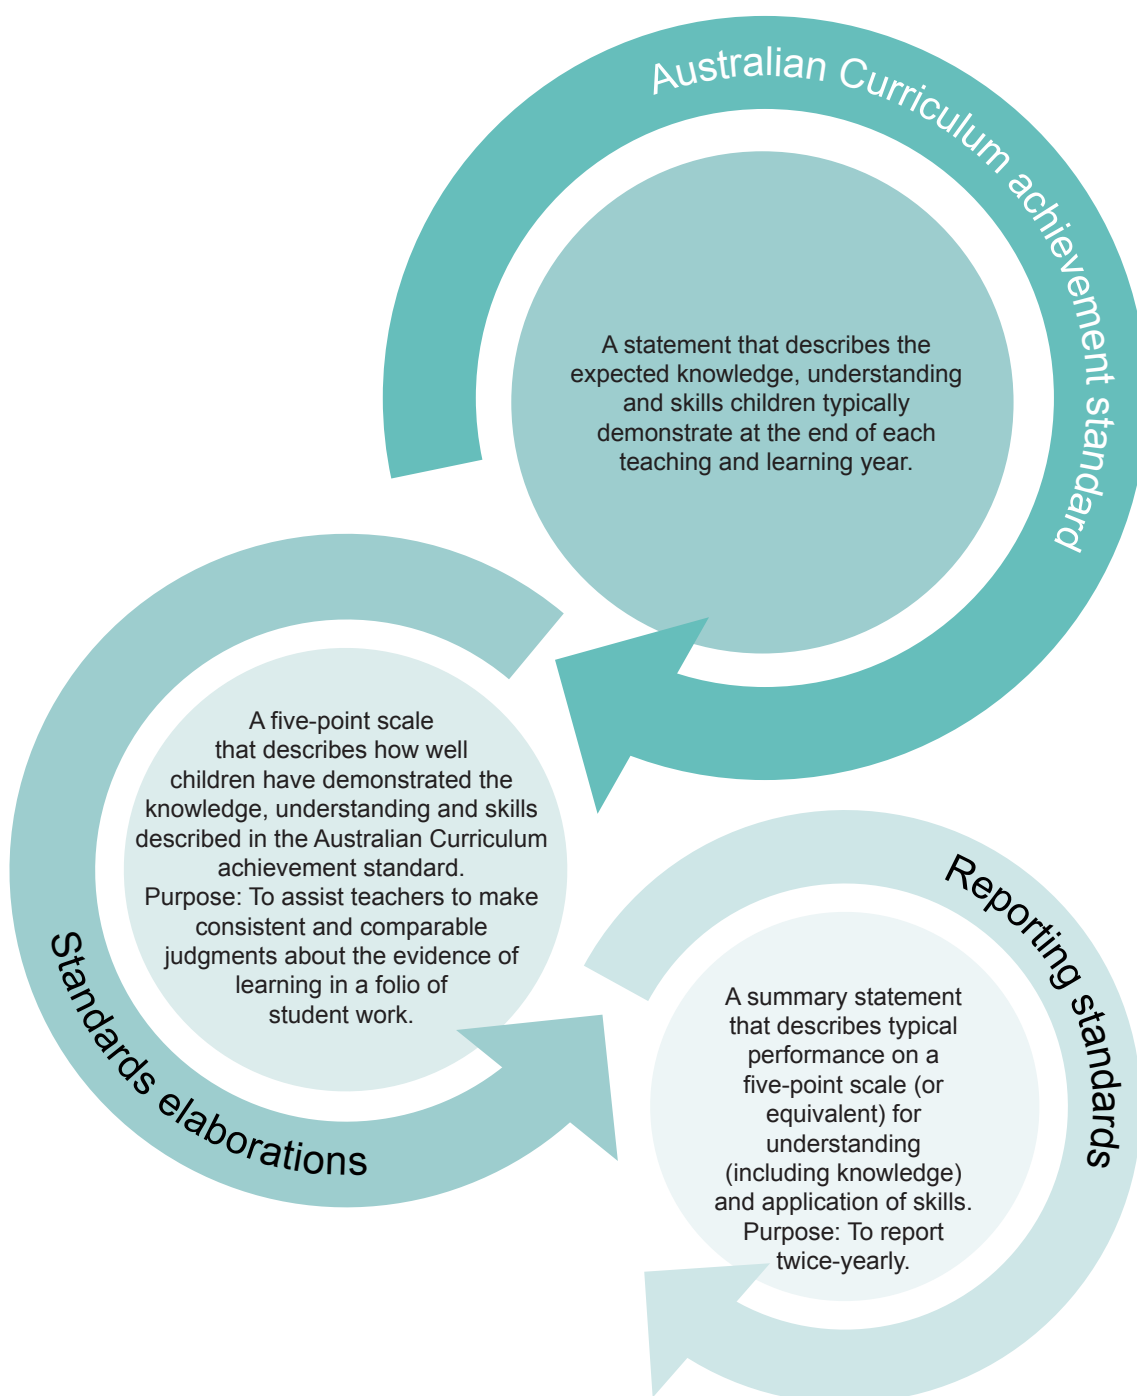 Australian Curriculum achievement standard
A statement that describes the
expected knowledge, understanding
and skills children typically
demonstrate at the end of each
teaching and learning year.
Standards elaborations
A five-point scale
that describes how well
children have demonstrated the
knowledge, understanding and skills
described in the Australian Curriculum
achievement standard.
Purpose: To assist teachers to make
consistent and comparable
judgments about the evidence of
learning in a folio of
student work.
Reporting standards
A summary statement
that describes typical
performance on a
five-point scale (or
equivalent) for
understanding
(including knowledge)
and application of skills.
Purpose: To report
twice-yearly.